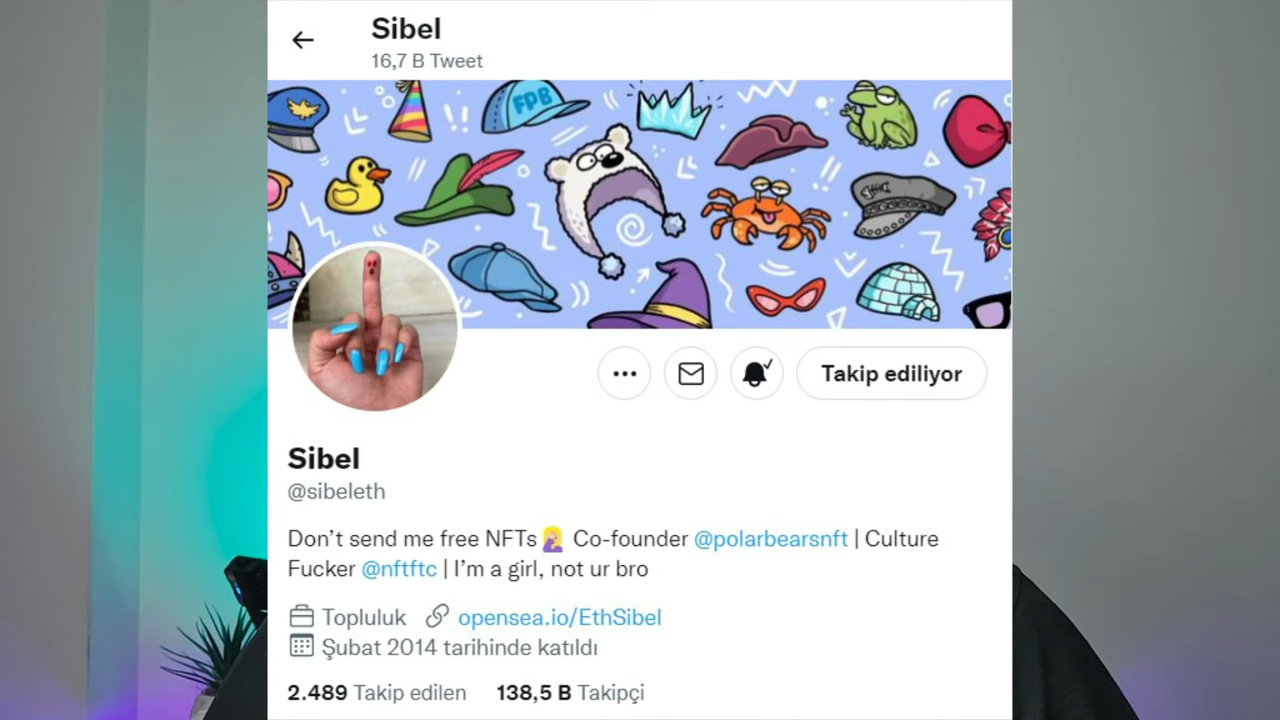 Sibel
16,7 B Tweet
FPB
Takip ediliyor
Sibel
@sibeleth
Don’t send me free NFTs🤦🏼‍♀️ Co-founder @polarbearsnft | Culture
Fucker @nftftc | I’m a girl, not ur bro
Topluluk opensea.io/EthSibel
Şubat 2014 tarihinde katıldı
2.489 Takip edilen 138,5 B Takipçi